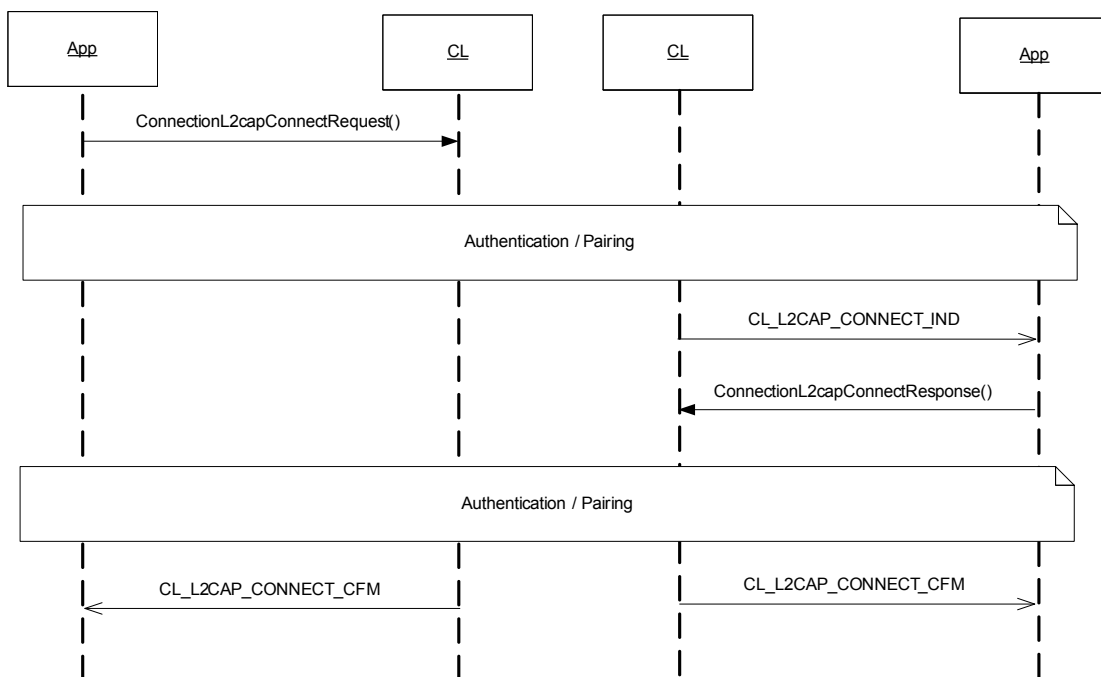 App
CL
CL
App
ConnectionL2capConnectRequest()
Authentication / Pairing
CL_L2CAP_CONNECT_IND
ConnectionL2capConnectResponse()
Authentication / Pairing
CL_L2CAP_CONNECT_CFM
CL_L2CAP_CONNECT_CFM